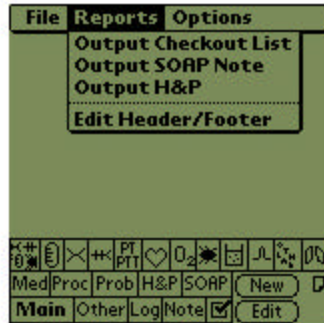 File Reports Options
Output Checkout List
Output SOAP Note
Output H&P
Edit Header/Footer
PT
PTT
O2
Med Proc Prob H&P SOAP New
Main Other Log Note Edit